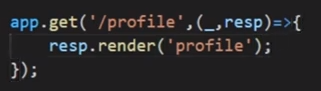 app.get('/profile',(_,resp)=>{
    resp.render('profile');
});